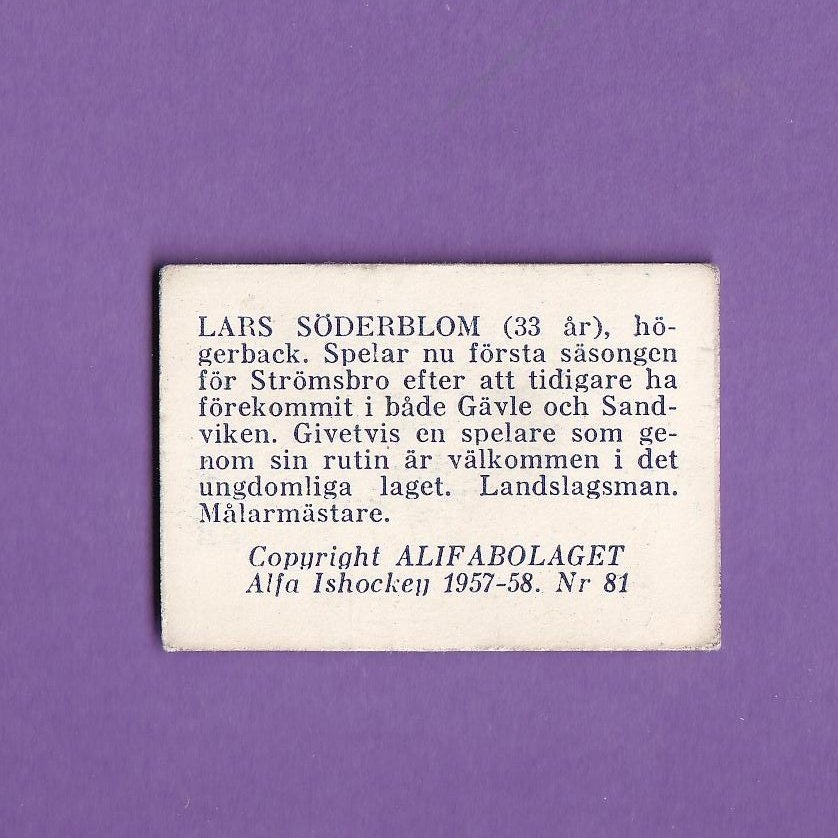 LARS SÖDERBLOM (33 år), hö-
gerback. Spelar nu första säsongen
för Strömsbro efter att tidigare ha
förekommit i både Gävle och Sand-
viken. Givetvis en spelare som ge-
nom sin rutin är välkommen i det
ungdomliga laget. Landslagsman.
Målarmästare.
Copyright ALIFABOLAGET
Alfa Ishockey 1957-58. Nr 81